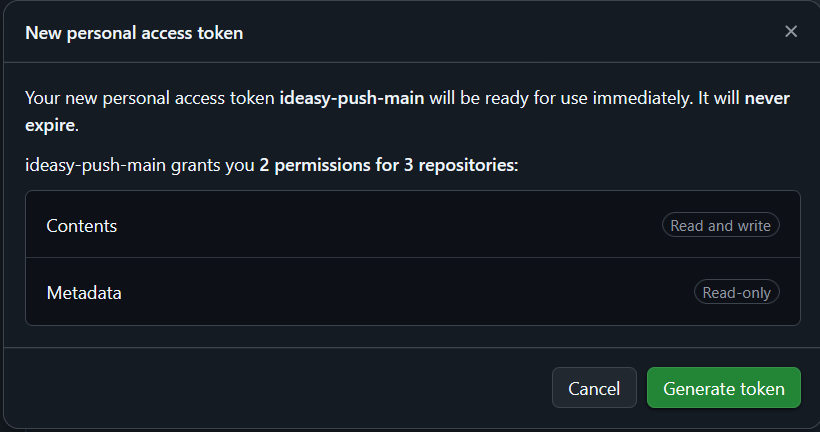 New personal access token
Your new personal access token ideasy-push-main will be ready for use immediately. It will never
expire.
ideasy-push-main grants you 2 permissions for 3 repositories:
Contents
Read and write
Metadata
Read-only
Cancel
Generate token